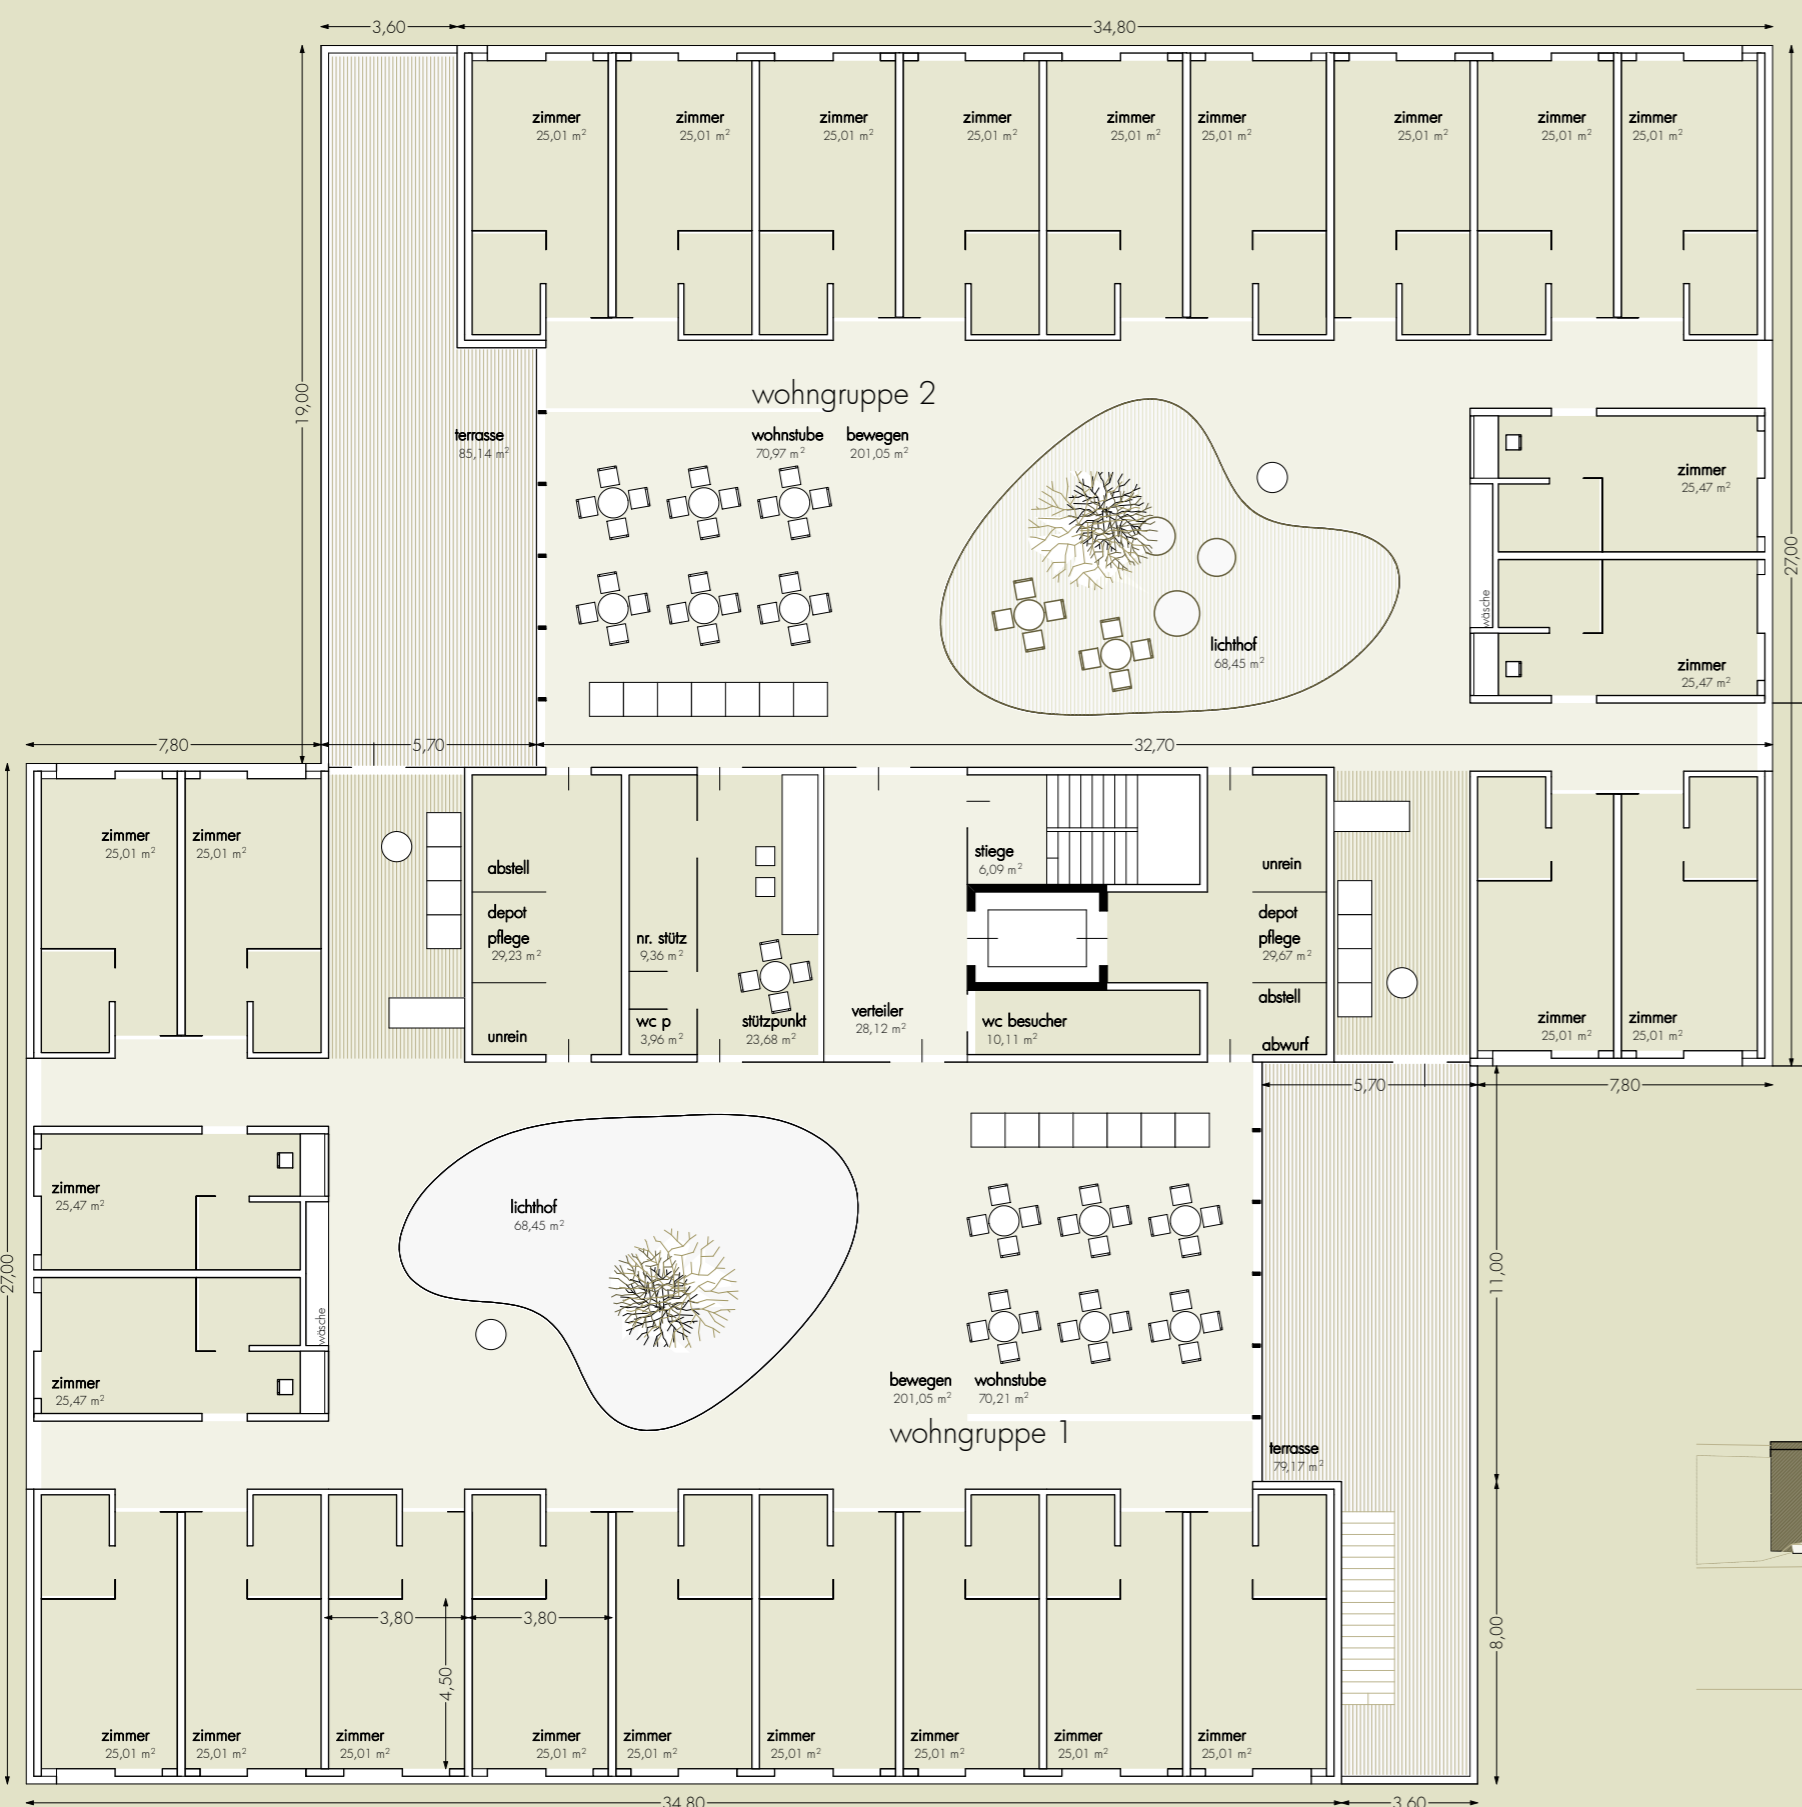 3,60
34,80
zimmer
25,01 m²
zimmer
25,01 m²
zimmer
25,01 m²
zimmer
25,01 m²
zimmer
25,01 m²
zimmer
25,01 m²
zimmer
25,01 m²
zimmer
25,01 m²
zimmer
25,01 m²
19,00
27,00
wohngruppe 2
terrasse
85,14 m²
wohnstube
70,97 m²
bewegen
201,05 m²
zimmer
25,47 m²
wäsche
lichthof
68,45 m²
zimmer
25,47 m²
7,80
5,70
32,70
zimmer
25,01 m²
zimmer
25,01 m²
abstell
depot
pflege
29,23 m²
unrein
nr. stütz
9,36 m²
wc p
3,96 m²
stützpunkt
23,68 m²
verteiler
28,12 m²
stiege
6,09 m²
wc besucher
10,11 m²
unrein
depot
pflege
29,67 m²
abstell
abwurf
zimmer
25,01 m²
zimmer
25,01 m²
5,70
7,80
27,00
zimmer
25,47 m²
wäsche
zimmer
25,47 m²
lichthof
68,45 m²
11,00
bewegen
201,05 m²
wohnstube
70,21 m²
wohngruppe 1
terrasse
79,17 m²
3,80
3,80
4,50
8,00
zimmer
25,01 m²
zimmer
25,01 m²
zimmer
25,01 m²
zimmer
25,01 m²
zimmer
25,01 m²
zimmer
25,01 m²
zimmer
25,01 m²
zimmer
25,01 m²
zimmer
25,01 m²
34,80
3,60